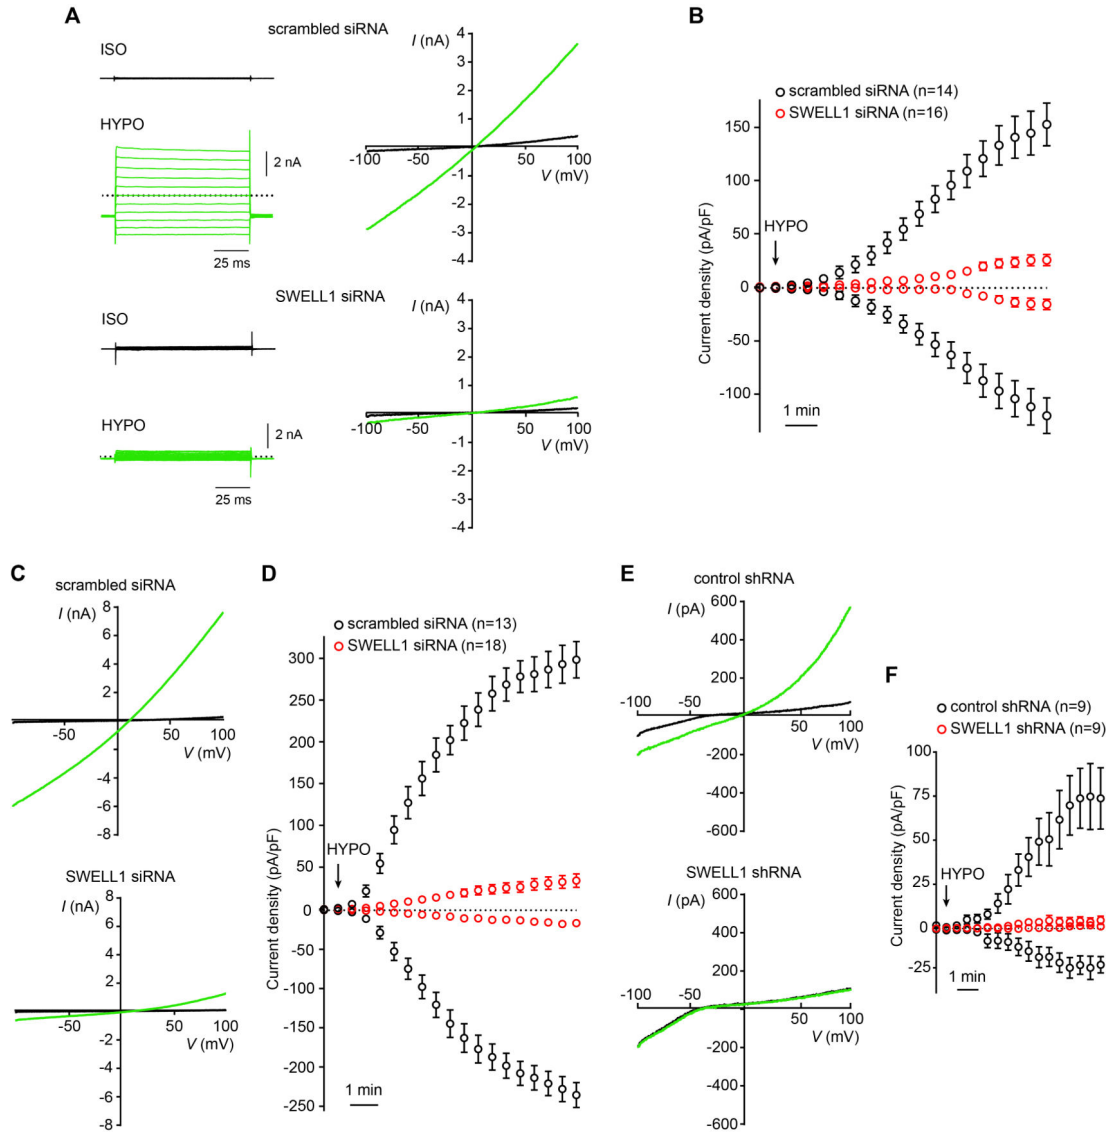 A
scrambled siRNA
ISO
HYPO
2 nA
25 ms
I (nA)
4
3
2
1
-100
-50
50
100
V (mV)
-1
-2
-3
-4
SWELL1 siRNA
ISO
HYPO
2 nA
25 ms
I (nA)
4
3
2
1
-100
-50
50
100
V (mV)
-1
-2
-3
-4
B
scrambled siRNA (n=14)
SWELL1 siRNA (n=16)
Current density (pA/pF)
150
100
50
0
-50
-100
HYPO
1 min
C
scrambled siRNA
I (nA)
8
6
4
2
-50
50
100
V (mV)
-2
-4
-6
-8
SWELL1 siRNA
I (nA)
8
6
4
2
-50
50
100
V (mV)
-2
-4
-6
-8
D
scrambled siRNA (n=13)
SWELL1 siRNA (n=18)
Current density (pA/pF)
300
250
200
150
100
50
0
-50
-100
-150
-200
-250
HYPO
1 min
E
control shRNA
I (pA)
600
400
200
-100
-50
50
100
V (mV)
-200
-400
-600
SWELL1 shRNA
I (pA)
600
400
200
-100
-50
50
100
V (mV)
-200
-400
-600
F
control shRNA (n=9)
SWELL1 shRNA (n=9)
Current density (pA/pF)
100
75
50
25
0
-25
HYPO
1 min